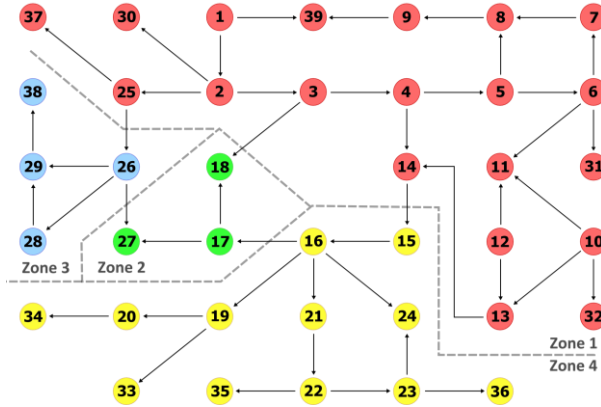 37 30 1 39 9 8 7
38 25 2 3 4 5 6
29 26 18 14 11 31
28 27 17 16 15 12 10
Zone 3 Zone 2
34 20 19 21 24 13 32
Zone 1
Zone 4
33 35 22 23 36